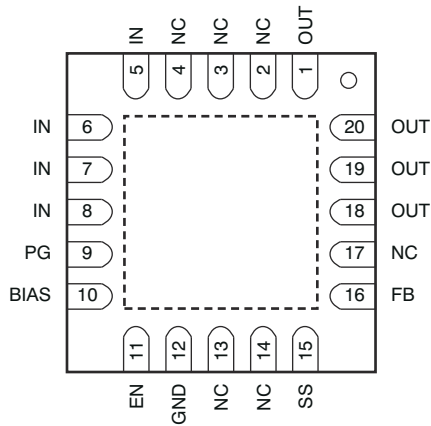 IN NC NC NC OUT
5 4 3 2 1
IN 6 20 OUT
IN 7 19 OUT
IN 8 18 OUT
PG 9 17 NC
BIAS 10 16 FB
11 12 13 14 15
EN GND NC NC SS